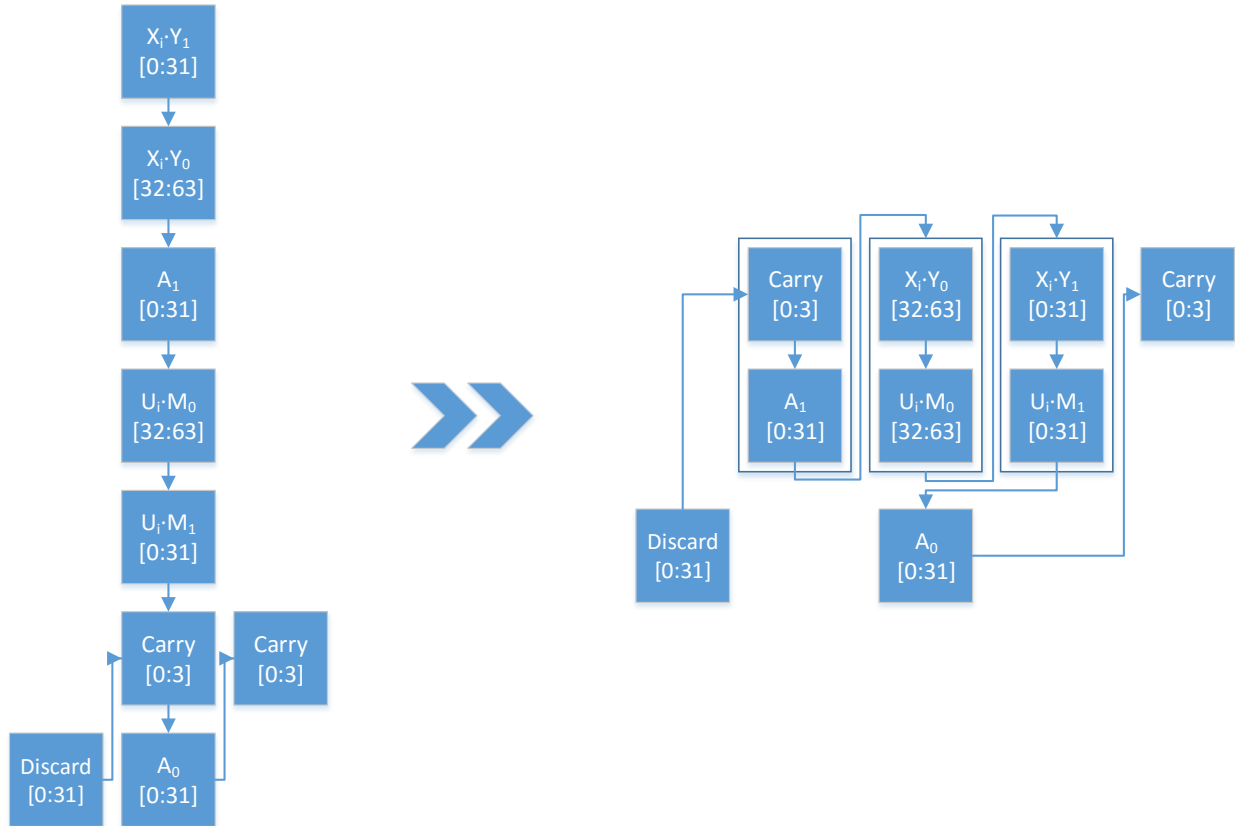 Xᵢ·Y₁
[0:31]
Xᵢ·Y₀
[32:63]
A₁
[0:31]
Uᵢ·M₀
[32:63]
Uᵢ·M₁
[0:31]
Carry
[0:3]
Carry
[0:3]
Discard
[0:31]
A₀
[0:31]
Carry
[0:3]
A₁
[0:31]
Xᵢ·Y₀
[32:63]
Uᵢ·M₀
[32:63]
Xᵢ·Y₁
[0:31]
Uᵢ·M₁
[0:31]
Carry
[0:3]
Discard
[0:31]
A₀
[0:31]